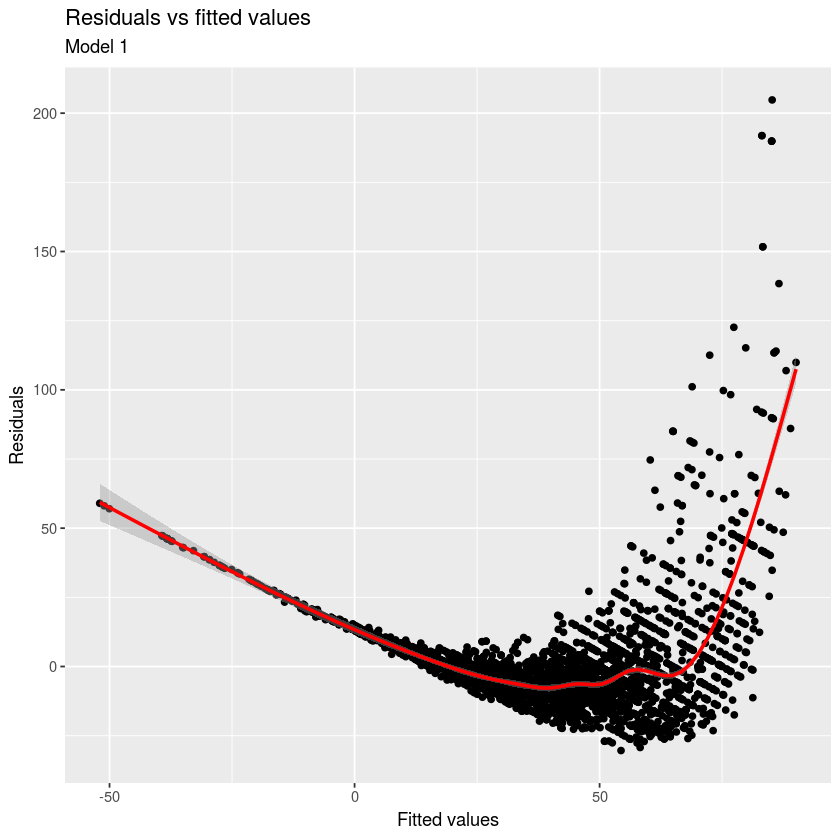 Residuals vs fitted values
Model 1
200
150
100
50
0
Residuals
-50
0
50
Fitted values